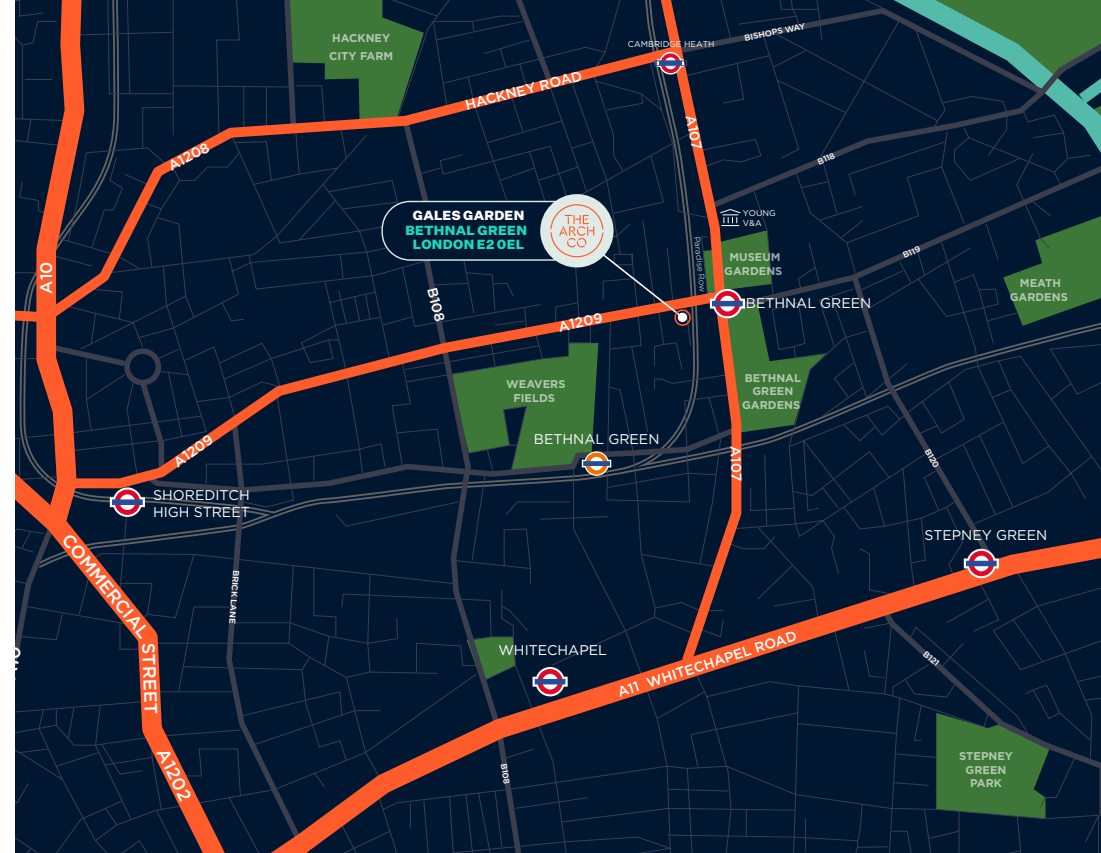 HACKNEY
CITY FARM
CAMBRIDGE HEATH
BISHOPS WAY
HACKNEY ROAD
A1208
A107
B118
GALES GARDEN
BETHNAL GREEN
LONDON E2 0EL
THE
ARCH
CO
YOUNG
V&A
Paradise Row
MUSEUM
GARDENS
B119
MEATH
GARDENS
A10
B108
A1209
BETHNAL GREEN
WEAVERS
FIELDS
BETHNAL
GREEN
GARDENS
BETHNAL GREEN
A1209
A107
B120
SHOREDITCH
HIGH STREET
STEPNEY GREEN
COMMERCIAL STREET
BRICK LANE
WHITECHAPEL
A11 WHITECHAPEL ROAD
B121
A1202
B108
STEPNEY
GREEN
PARK